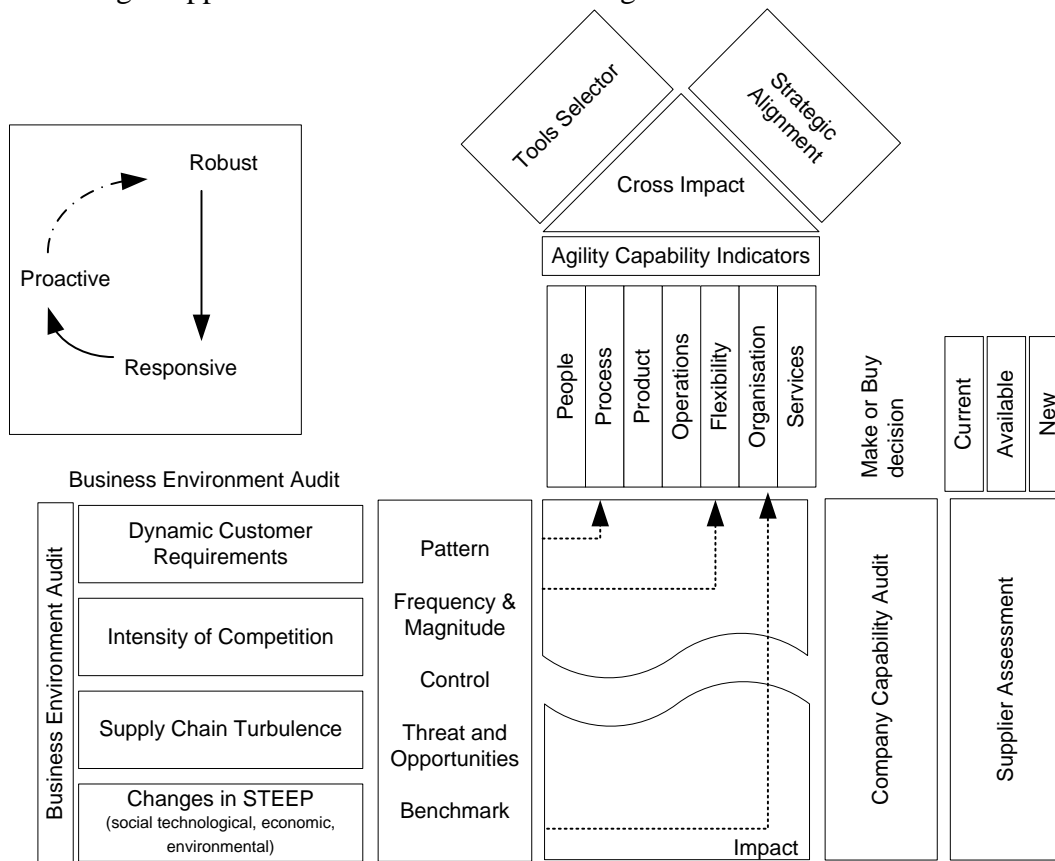 Tools Selector
Strategic
Alignment
Cross Impact
Agility Capability Indicators
Robust
Proactive
Responsive
People
Process
Product
Operations
Flexibility
Organisation
Services
Make or Buy
decision
Current
Available
New
Business Environment Audit
Business Environment Audit
Dynamic Customer
Requirements
Intensity of Competition
Supply Chain Turbulence
Changes in STEEP
(social technological, economic,
environmental)
Pattern
Frequency &
Magnitude
Control
Threat and
Opportunities
Benchmark
Impact
Company Capability Audit
Supplier Assessment